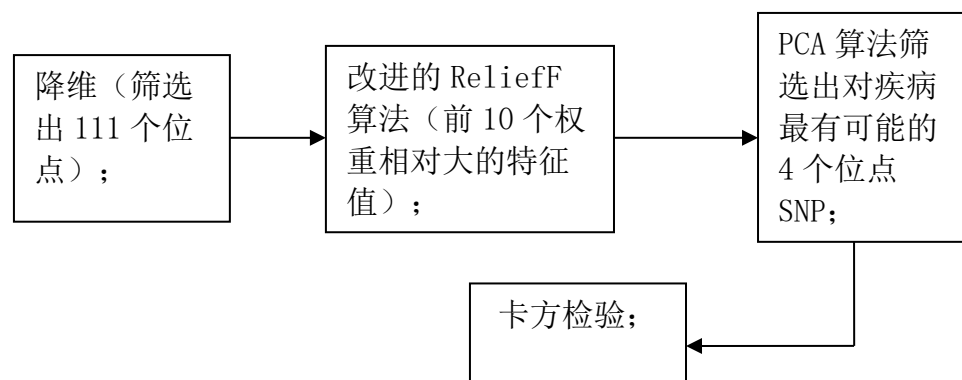 降维（筛选
出 111 个位
点）；
改进的 ReliefF
算法（前 10 个权
重相对大的特征
值）；
PCA 算法筛
选出对疾病
最有可能的
4 个位点
SNP；
卡方检验；